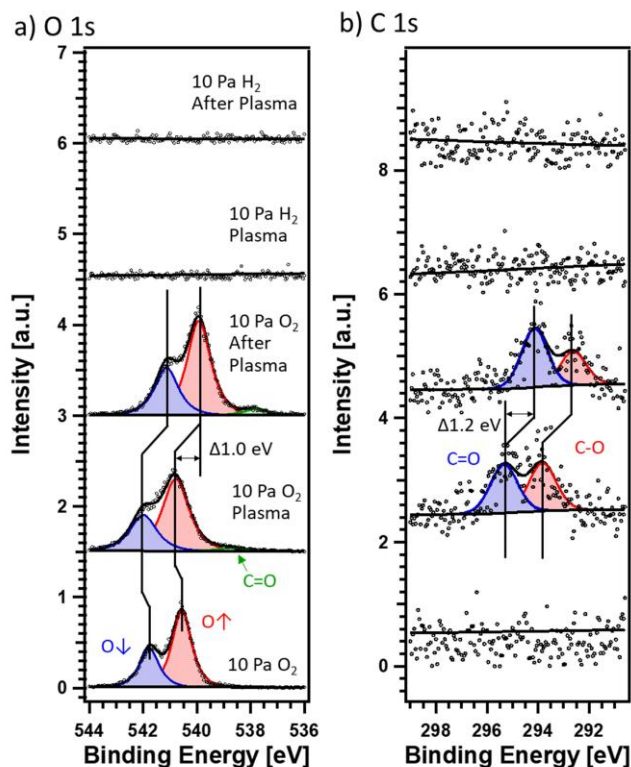 a) O 1s
7
6
5
4
3
2
1
0
Intensity [a.u.]
10 Pa H₂
After Plasma
10 Pa H₂
Plasma
10 Pa O₂
After
Plasma
Δ1.0 eV
10 Pa O₂
Plasma
C=O
O↓
O↑
10 Pa O₂
544
542
540
538
536
Binding Energy [eV]
b) C 1s
8
6
4
2
0
Intensity [a.u.]
Δ1.2 eV
C=O
C-O
298
296
294
292
Binding Energy [eV]